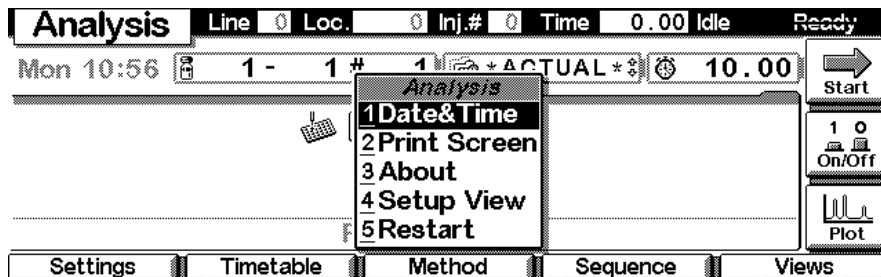 Analysis Line 0 Loc. 0 Inj.# 0 Time 0.00 Idle Ready
Mon 10:56 1 - 1 # 1 *ACTUAL* 10.00
Start
Analysis
1 Date&Time
2 Print Screen
3 About
4 Setup View
5 Restart
1 0
On/Off
Plot
Settings Timetable Method Sequence Views